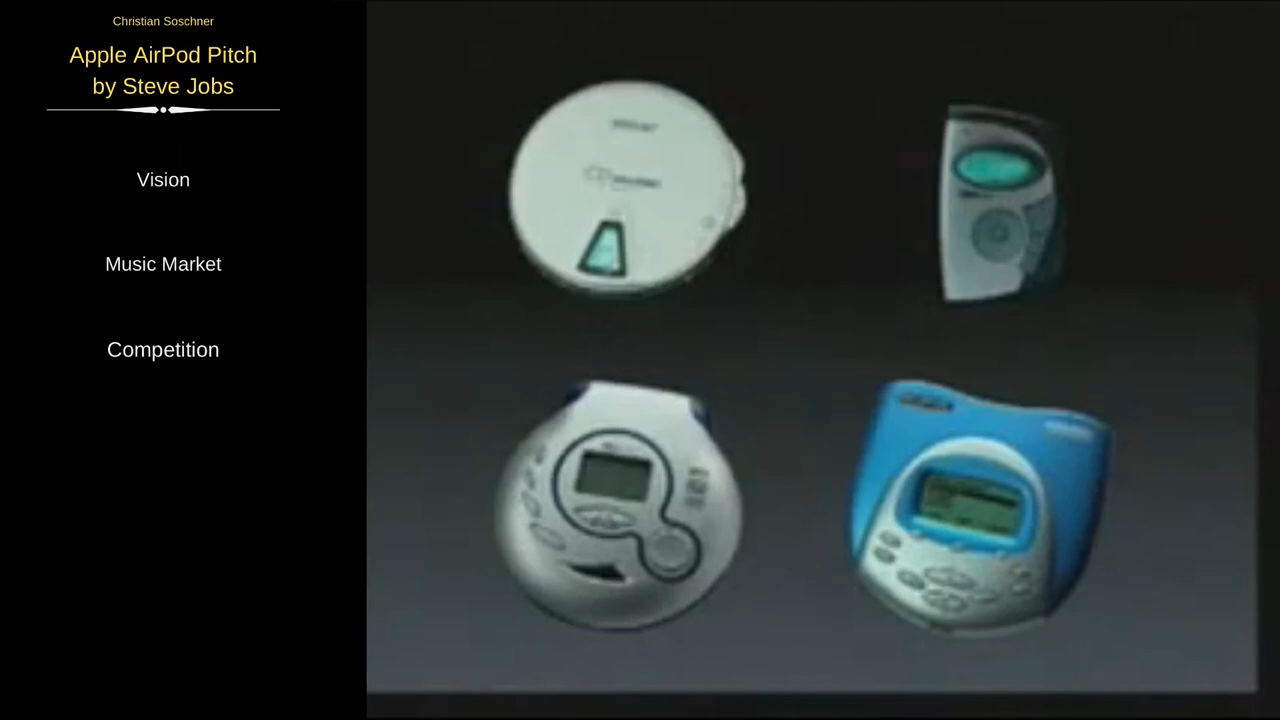 Christian Soschner
Apple AirPod Pitch
by Steve Jobs
Vision
Music Market
Competition